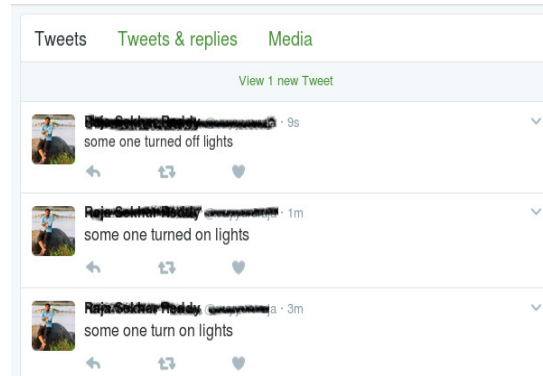 Tweets Tweets & replies Media
View 1 new Tweet
· 9s
some one turned off lights
· 1m
some one turned on lights
· 3m
some one turn on lights